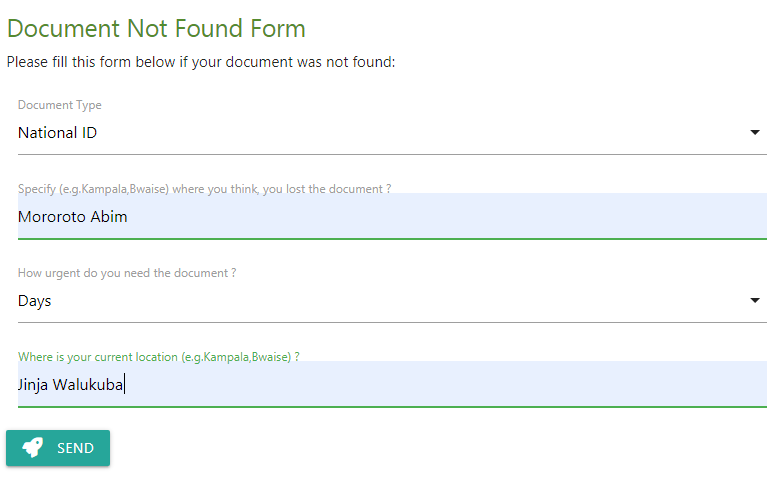 Document Not Found Form
Please fill this form below if your document was not found:
Document Type
National ID
Specify (e.g.Kampala,Bwaise) where you think, you lost the document ?
Mororoto Abim
How urgent do you need the document ?
Days
Where is your current location (e.g.Kampala,Bwaise) ?
Jinja Walukuba
SEND